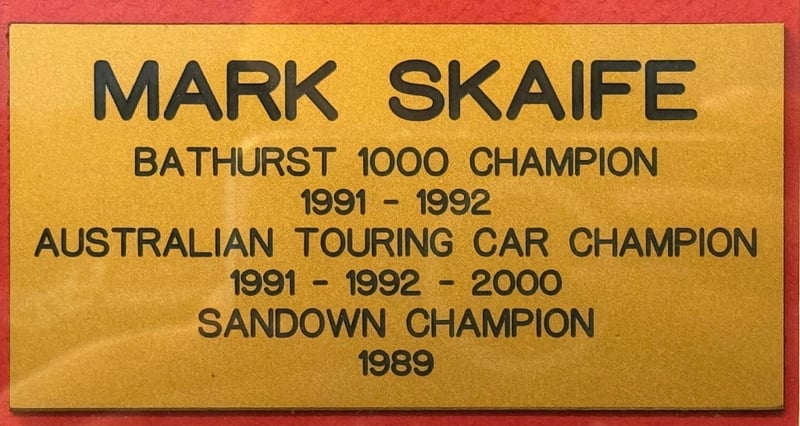 MARK SKAIFE
BATHURST 1000 CHAMPION
1991 - 1992
AUSTRALIAN TOURING CAR CHAMPION
1991 - 1992 - 2000
SANDOWN CHAMPION
1989